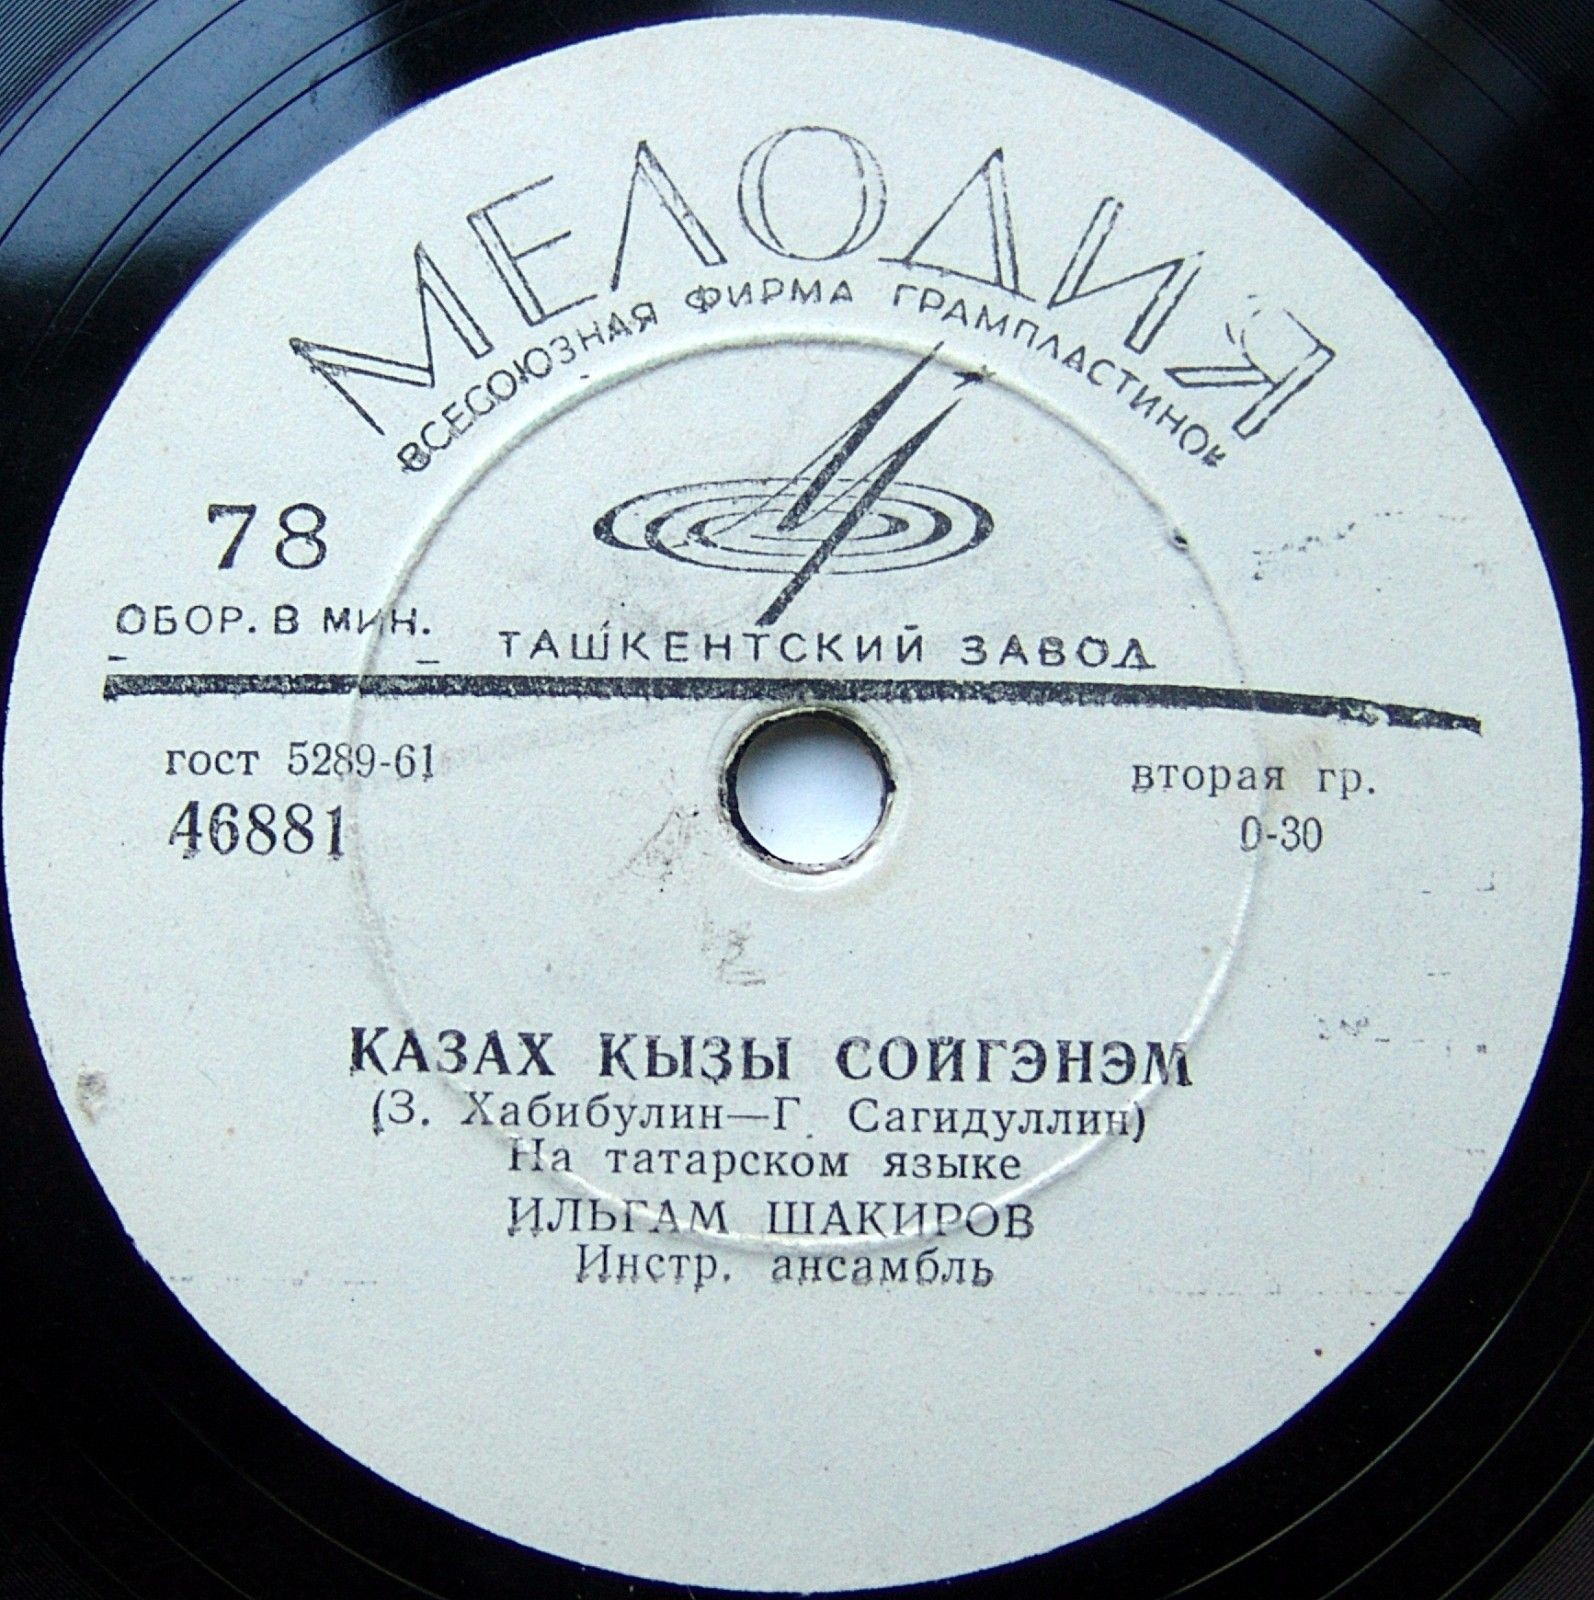 МЕЛОДИЯ
ВСЕСОЮЗНАЯ ФИРМА ГРАМПЛАСТИНОК
78
ОБОР. В МИН.
ТАШКЕНТСКИЙ ЗАВОД
гост 5289-61
вторая гр.
46881
0-30
КАЗАХ КЫЗЫ СОЙГЭНЭМ
(З. Хабибулин—Г. Сагидуллин)
На татарском языке
ИЛЬГАМ ШАКИРОВ
Инстр. ансамбль